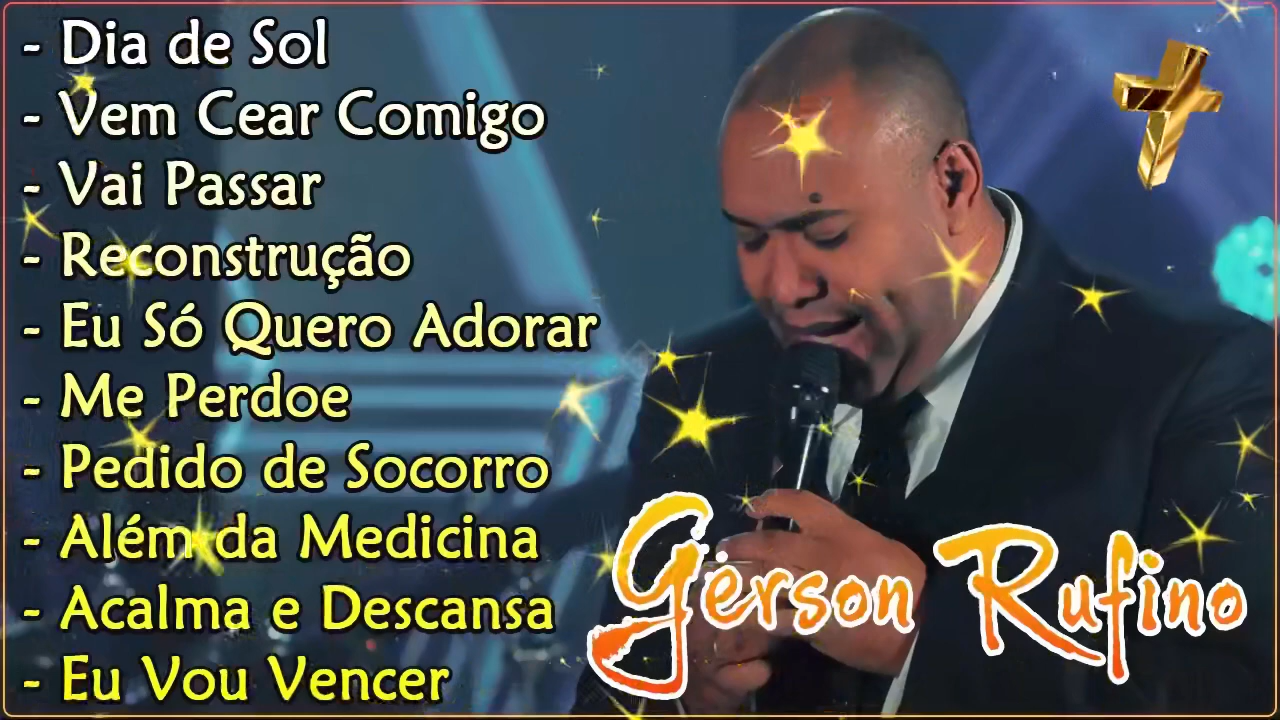 - Dia de Sol
- Vem Cear Comigo
- Vai Passar
- Reconstrução
- Eu Só Quero Adorar
- Me Perdoe
- Pedido de Socorro
- Além da Medicina
- Acalma e Descansa
- Eu Vou Vencer
Gerson Rufino